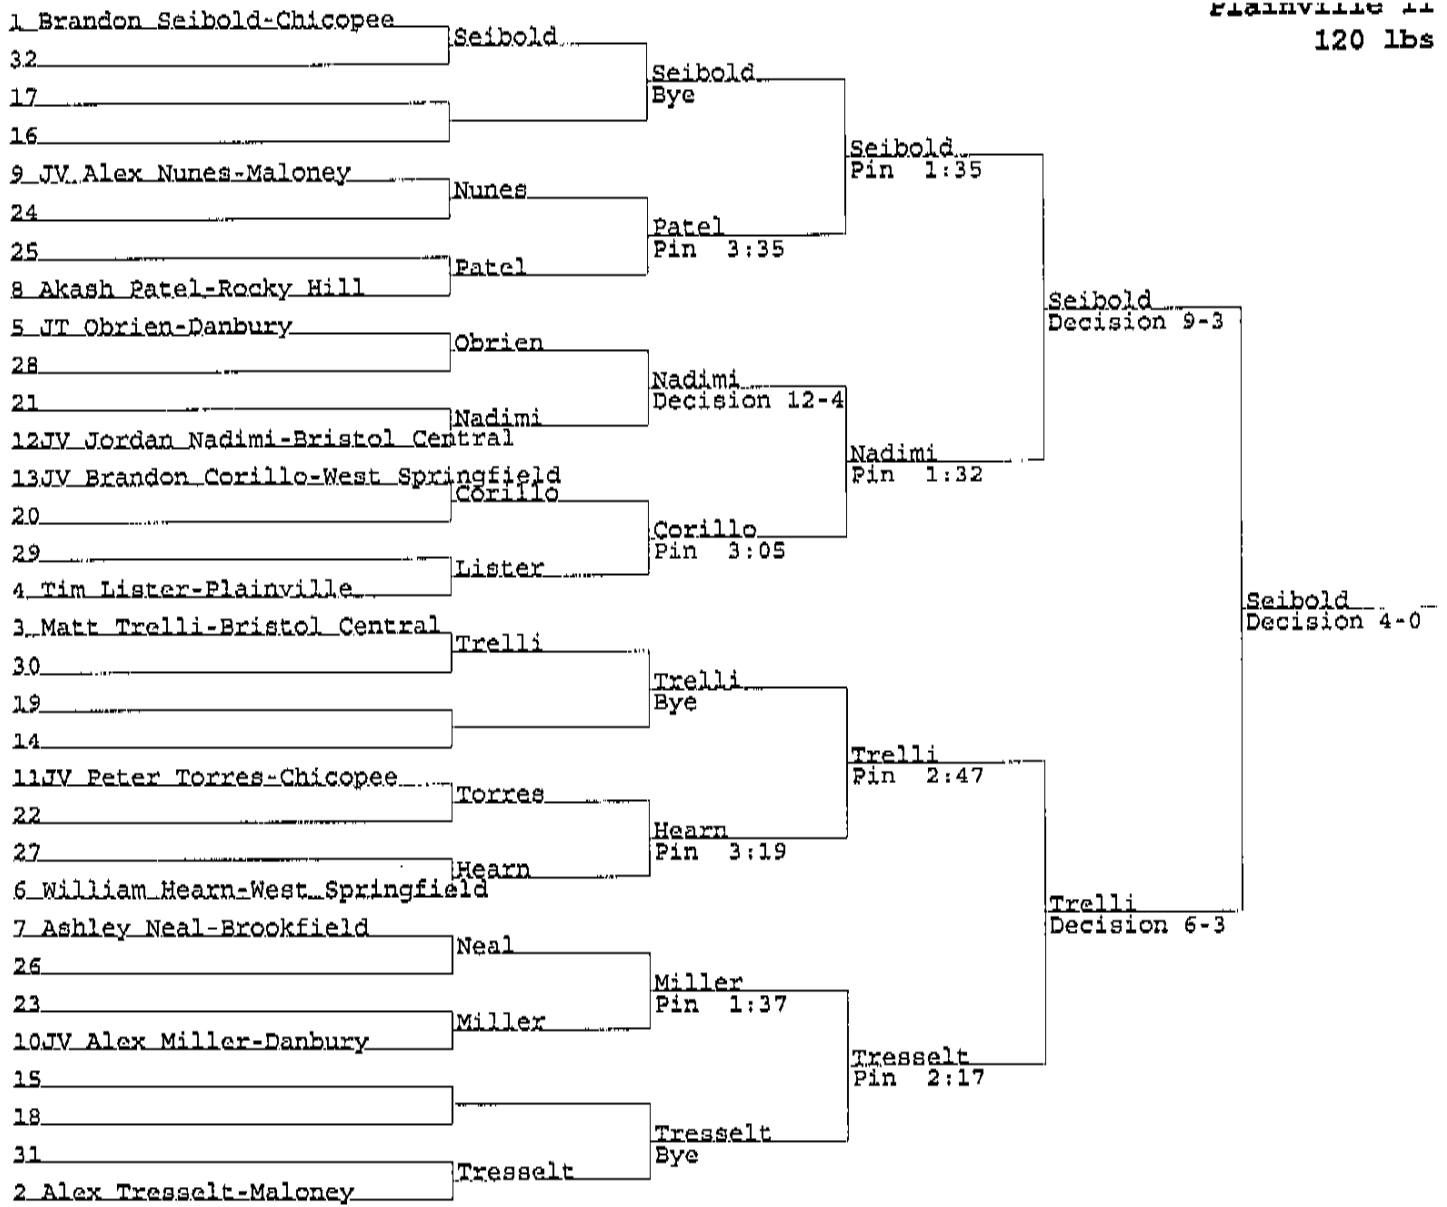 Plainville II
120 lbs
1 Brandon Seibold-Chicopee
32
17
16
9 JV Alex Nunes-Maloney
24
25
8 Akash Patel-Rocky Hill
5 JT Obrien-Danbury
28
21
12JV Jordan Nadimi-Bristol Central
13JV Brandon Corillo-West Springfield
20
29
4 Tim Lister-Plainville
3 Matt Trelli-Bristol Central
30
19
14
11JV Peter Torres-Chicopee
22
27
6 William Hearn-West Springfield
7 Ashley Neal-Brookfield
26
23
10JV Alex Miller-Danbury
15
18
31
2 Alex Tresselt-Maloney
Seibold
Nunes
Patel
Obrien
Nadimi
Corillo
Lister
Trelli
Torres
Hearn
Neal
Miller
Tresselt
Seibold
Bye
Patel
Pin 3:35
Nadimi
Decision 12-4
Corillo
Pin 3:05
Trelli
Bye
Hearn
Pin 3:19
Miller
Pin 1:37
Tresselt
Bye
Seibold
Pin 1:35
Nadimi
Pin 1:32
Trelli
Pin 2:47
Tresselt
Pin 2:17
Seibold
Decision 9-3
Trelli
Decision 6-3
Seibold
Decision 4-0